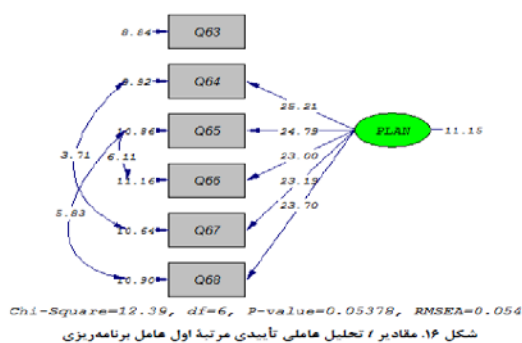 8.84 Q63
9.92 Q64
25.21
10.86 Q65
24.79
PLAN 11.15
3.71
6.11
23.00
11.16 Q66
23.19
23.70
5.83
10.64 Q67
10.90 Q68
Chi-Square=12.39, df=6, P-value=0.05378, RMSEA=0.054
شکل ۱۶. مقادیر t تحلیل عاملی تأییدی مرتبهٔ اول عامل برنامه‌ریزی